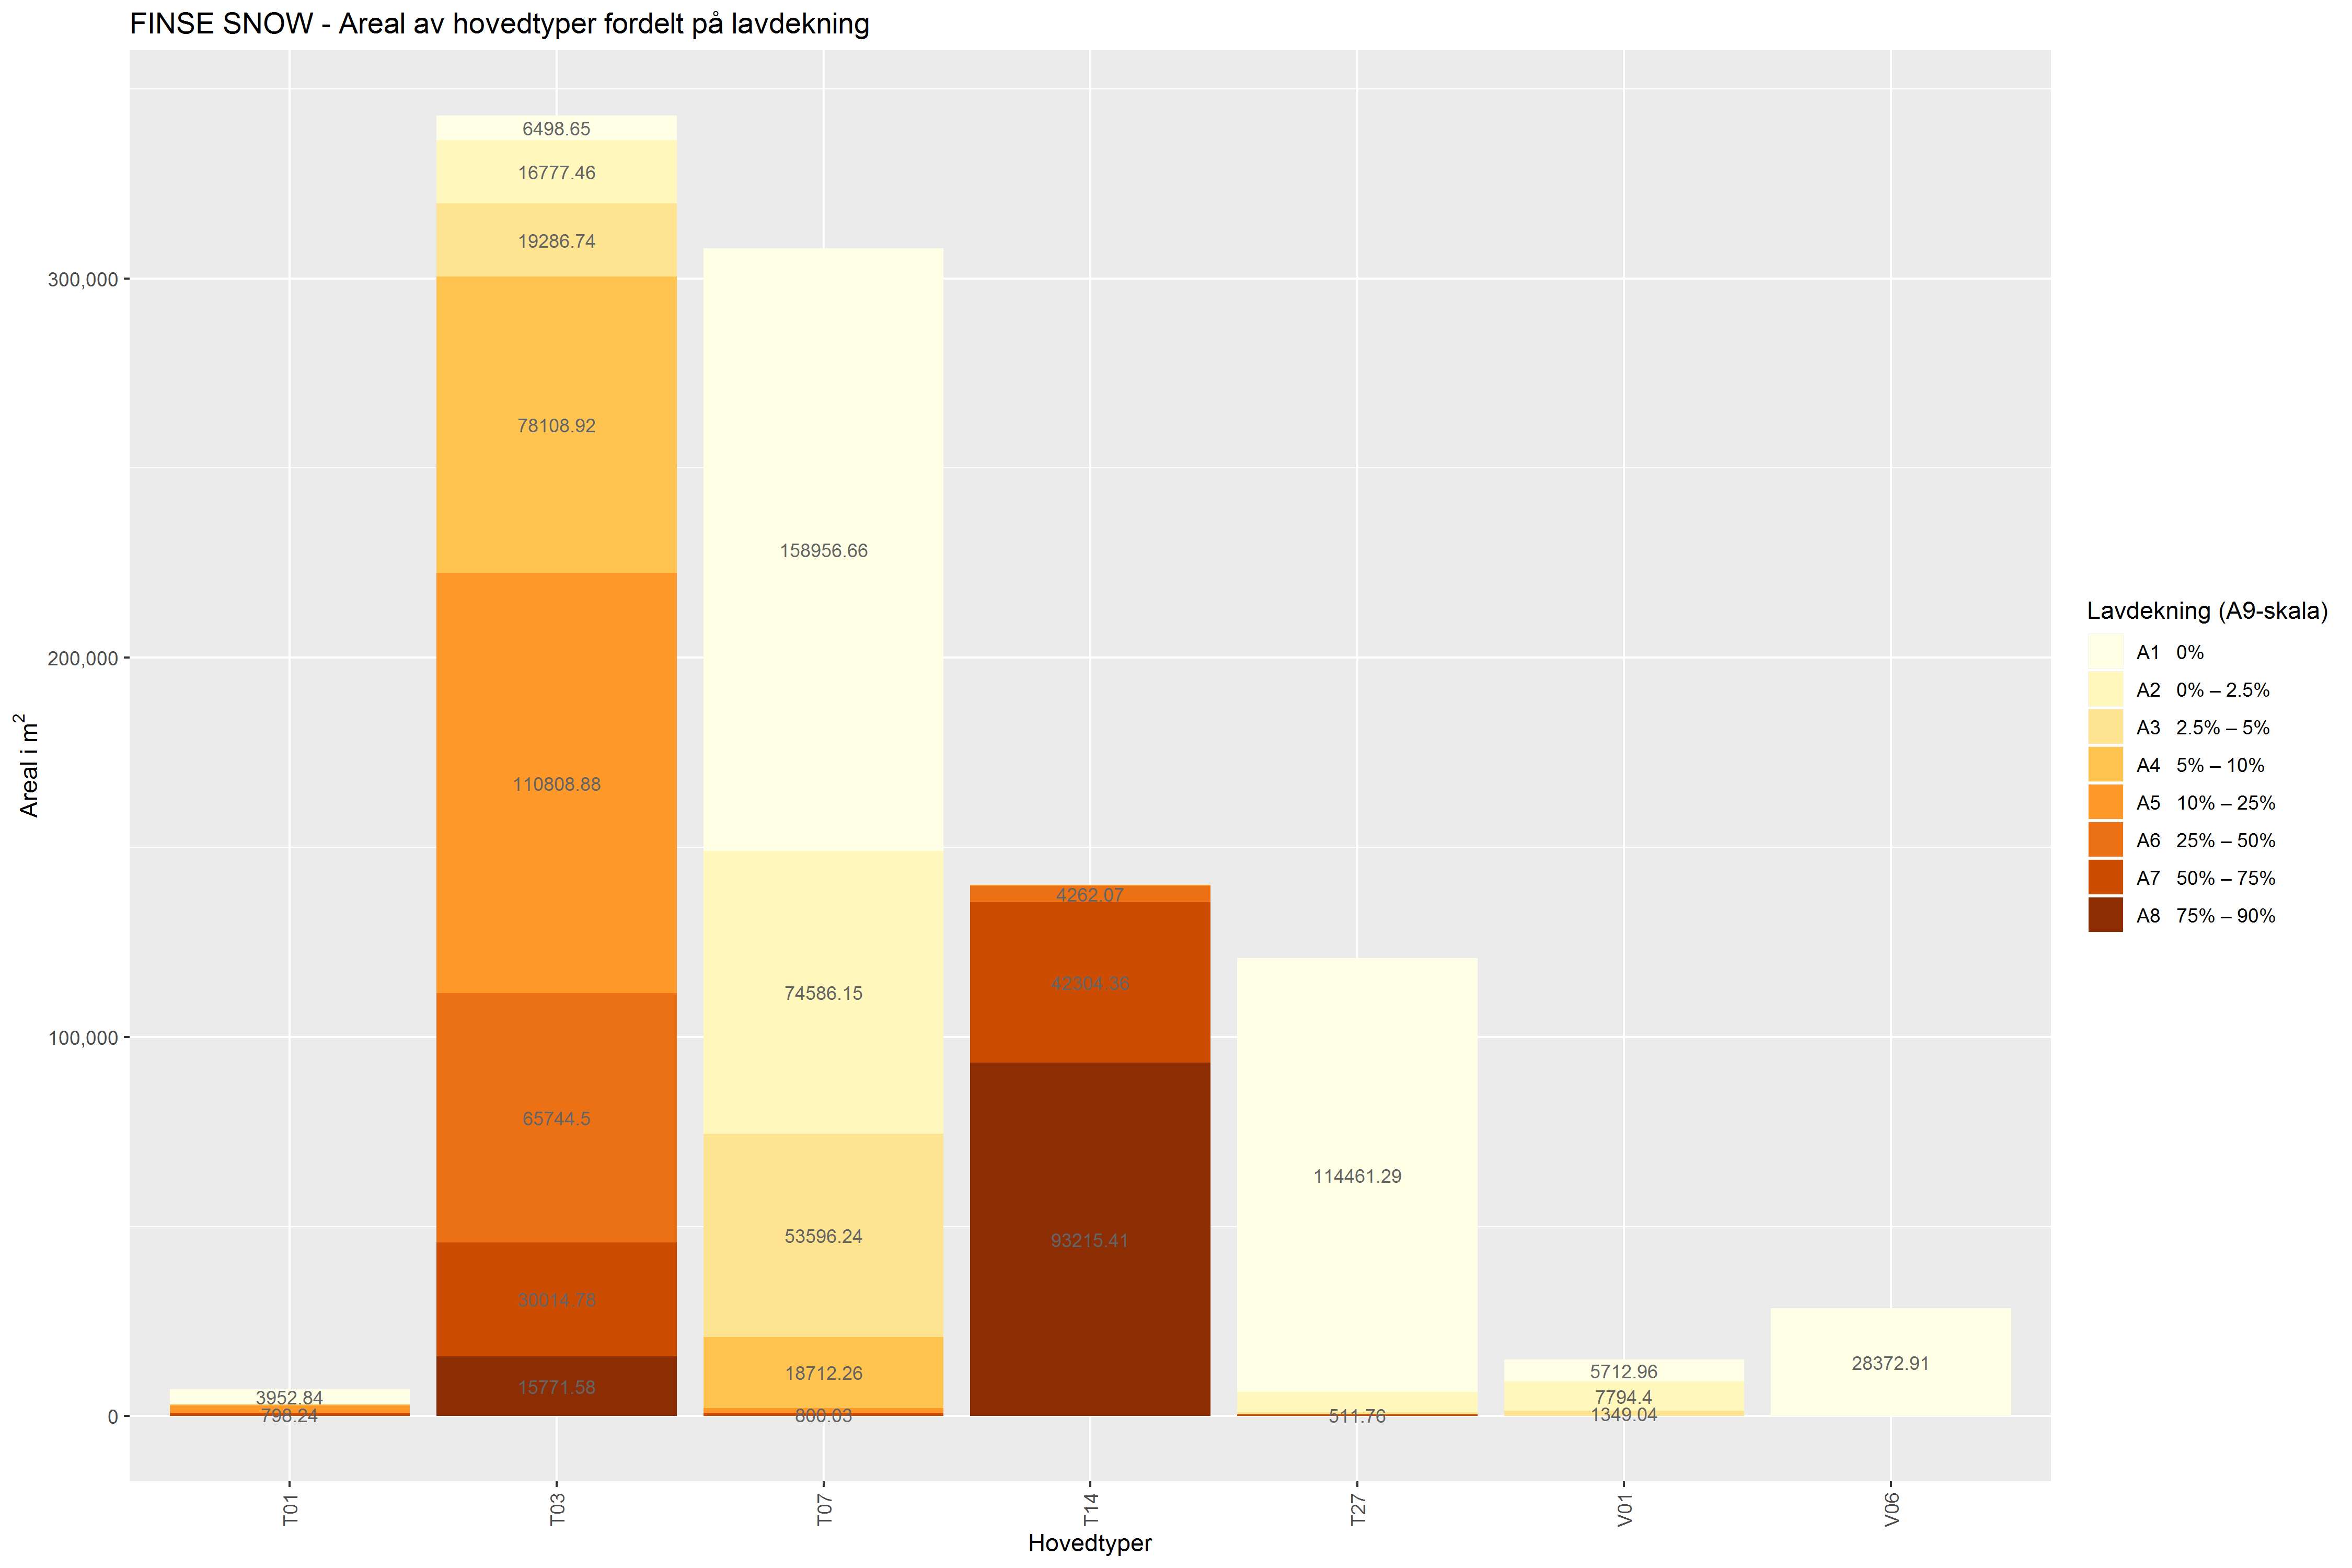 FINSE SNOW - Areal av hovedtyper fordelt på lavdekning
Areal i m²
300,000
200,000
100,000
0
3952.84
798.24
6498.65
16777.46
19286.74
78108.92
110808.88
65744.5
30014.78
15771.58
158956.66
74586.15
53596.24
18712.26
800.03
4262.07
42304.36
93215.41
114461.29
511.76
5712.96
7794.4
1349.04
28372.91
T01
T03
T07
T14
T27
V01
V06
Hovedtyper
Lavdekning (A9-skala)
A1 0%
A2 0% – 2.5%
A3 2.5% – 5%
A4 5% – 10%
A5 10% – 25%
A6 25% – 50%
A7 50% – 75%
A8 75% – 90%